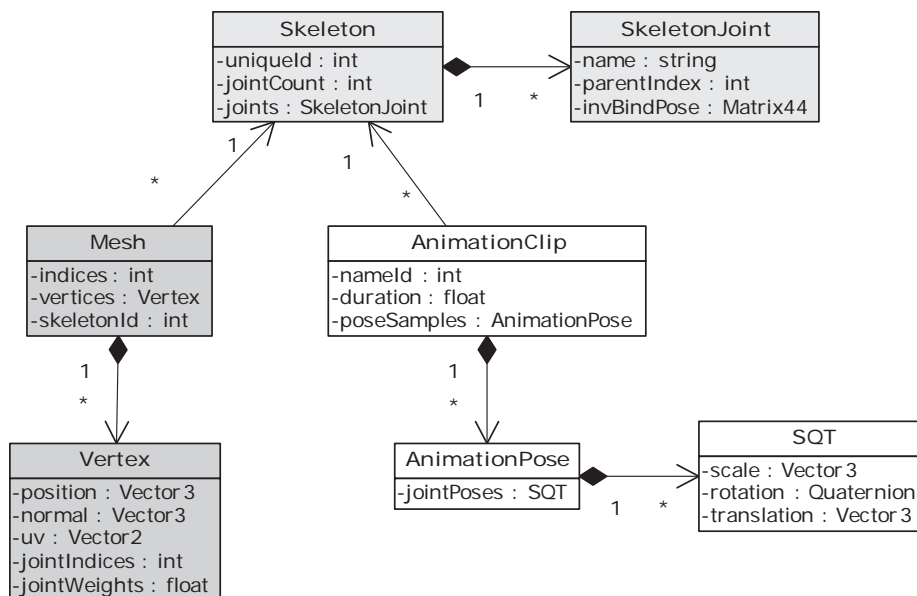 Skeleton
-uniqueId : int
-jointCount : int
-joints : SkeletonJoint
SkeletonJoint
-name : string
-parentIndex : int
-invBindPose : Matrix44
1
*
1
*
1
*
Mesh
-indices : int
-vertices : Vertex
-skeletonId : int
AnimationClip
-nameId : int
-duration : float
-poseSamples : AnimationPose
1
*
1
*
Vertex
-position : Vector3
-normal : Vector3
-uv : Vector2
-jointIndices : int
-jointWeights : float
AnimationPose
-jointPoses : SQT
1
*
SQT
-scale : Vector3
-rotation : Quaternion
-translation : Vector3